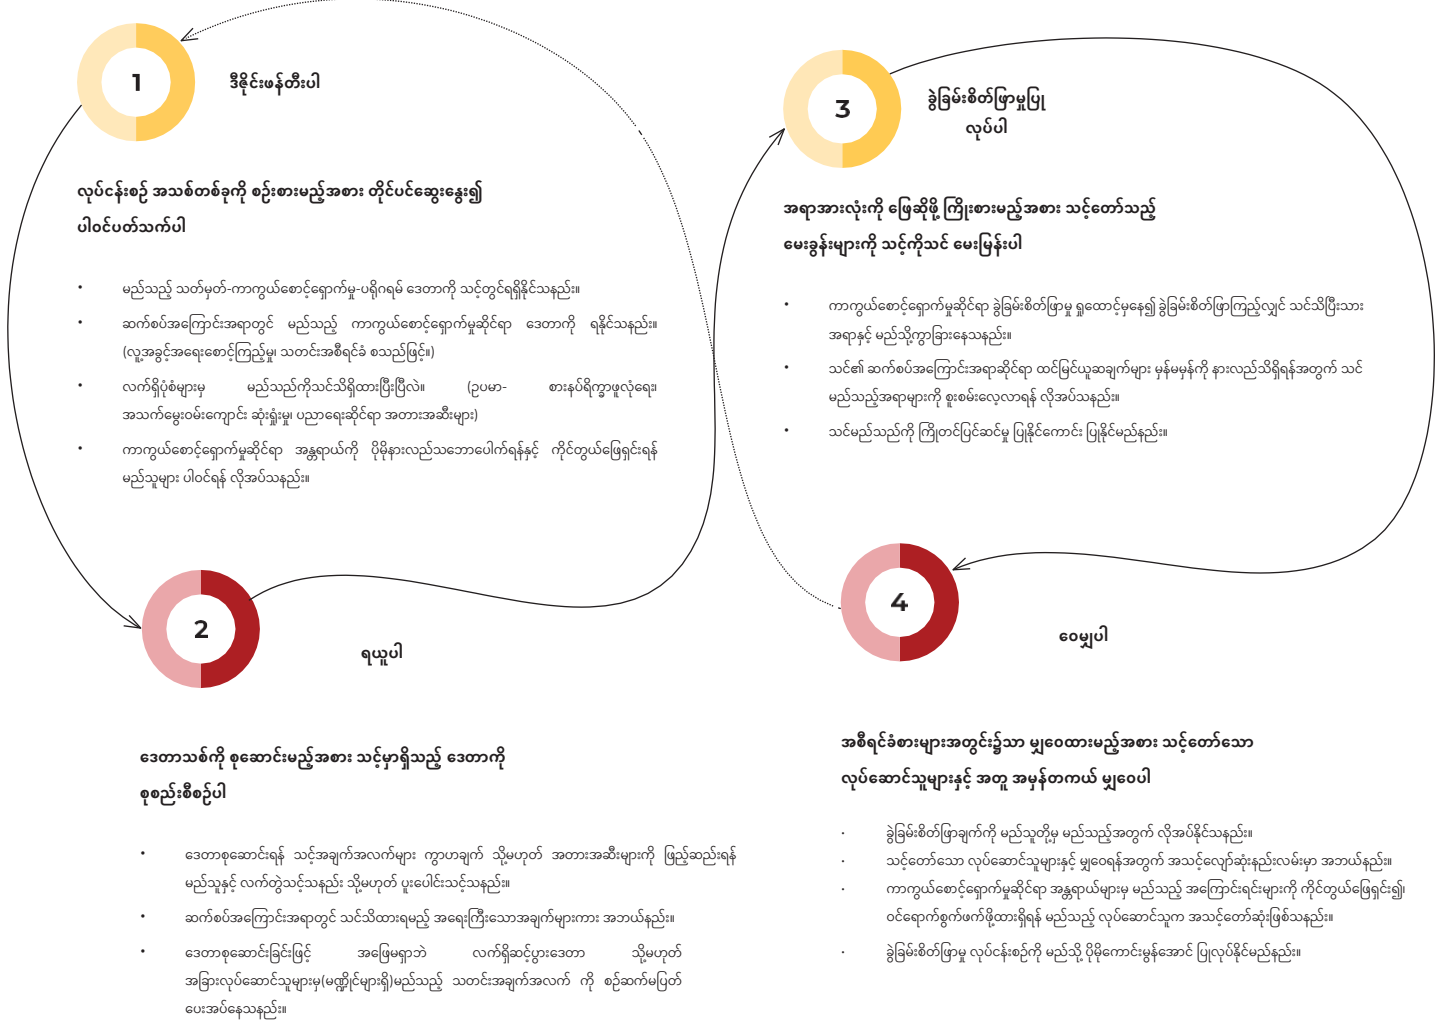 1
ဒီဇိုင်းဖန်တီးပါ
လုပ်ငန်းစဉ် အသစ်တစ်ခုကို စဉ်းစားမည့်အစား တိုင်ပင်ဆွေးနွေး၍
ပါဝင်ပတ်သက်ပါ
• မည်သည့် သတ်မှတ်-ကာကွယ်စောင့်ရှောက်မှု-ပရိုဂရမ် ဒေတာကို သင့်တွင်ရရှိနိုင်သနည်း။
• ဆက်စပ်အကြောင်းအရာတွင် မည်သည့် ကာကွယ်စောင့်ရှောက်မှုဆိုင်ရာ ဒေတာကို ရနိုင်သနည်း။
(လူ့အခွင့်အရေးစောင့်ကြည့်မှု၊ သတင်းအစီရင်ခံ စသည်ဖြင့်။)
• လက်ရှိပုံစံများမှ မည်သည်ကိုသင်သိရှိထားပြီးပြီလဲ။ (ဥပမာ- စားနပ်ရိက္ခာဖူလုံရေး၊
အသက်မွေးဝမ်းကျောင်း ဆုံးရှုံးမှု၊ ပညာရေးဆိုင်ရာ အတားအဆီးများ)
• ကာကွယ်စောင့်ရှောက်မှုဆိုင်ရာ အန္တရာယ်ကို ပိုမိုနားလည်သဘောပေါက်ရန်နှင့် ကိုင်တွယ်ဖြေရှင်းရန်
မည်သူများ ပါဝင်ရန် လိုအပ်သနည်း။
2
ရယူပါ
ဒေတာသစ်ကို စုဆောင်းမည့်အစား သင့်မှာရှိသည့် ဒေတာကို
စုစည်းစီစဉ်ပါ
• ဒေတာစုဆောင်းရန် သင့်အချက်အလက်များ ကွာဟချက် သို့မဟုတ် အတားအဆီးများကို ဖြည့်ဆည်းရန်
မည်သူနှင့် လက်တွဲသင့်သနည်း သို့မဟုတ် ပူးပေါင်းသင့်သနည်း။
• ဆက်စပ်အကြောင်းအရာတွင် သင်သိထားရမည့် အရေးကြီးသောအချက်များကား အဘယ်နည်း။
• ဒေတာစုဆောင်းခြင်းဖြင့် အဖြေမရှာဘဲ လက်ရှိဆင့်ပွားဒေတာ သို့မဟုတ်
အခြားလုပ်ဆောင်သူများမှ(မဏ္ဍိုင်များရှိ)မည်သည့် သတင်းအချက်အလက် ကို စဉ်ဆက်မပြတ်
ပေးအပ်နေသနည်း။
3
ခွဲခြမ်းစိတ်ဖြာမှုပြု
လုပ်ပါ
အရာအားလုံးကို ဖြေဆိုဖို့ ကြိုးစားမည့်အစား သင့်တော်သည့်
မေးခွန်းများကို သင့်ကိုသင် မေးမြန်းပါ
• ကာကွယ်စောင့်ရှောက်မှုဆိုင်ရာ ခွဲခြမ်းစိတ်ဖြာမှု ရှုထောင့်မှနေ၍ ခွဲခြမ်းစိတ်ဖြာကြည့်လျှင် သင်သိပြီးသား
အရာနှင့် မည်သို့ကွာခြားနေသနည်း။
• သင်၏ ဆက်စပ်အကြောင်းအရာဆိုင်ရာ ထင်မြင်ယူဆချက်များ မှန်မမှန်ကို နားလည်သိရှိရန်အတွက် သင်
မည်သည့်အရာများကို စူးစမ်းလေ့လာရန် လိုအပ်သနည်း။
• သင်မည်သည်ကို ကြိုတင်ပြင်ဆင်မှု ပြုနိုင်ကောင်း ပြုနိုင်မည်နည်း။
4
ဝေမျှပါ
အစီရင်ခံစားများအတွင်း၌သာ မျှဝေထားမည့်အစား သင့်တော်သော
လုပ်ဆောင်သူများနှင့် အတူ အမှန်တကယ် မျှဝေပါ
• ခွဲခြမ်းစိတ်ဖြာချက်ကို မည်သူတို့မှ မည်သည့်အတွက် လိုအပ်နိုင်သနည်း။
• သင့်တော်သော လုပ်ဆောင်သူများနှင့် မျှဝေရန်အတွက် အသင့်လျော်ဆုံးနည်းလမ်းမှာ အဘယ်နည်း။
• ကာကွယ်စောင့်ရှောက်မှုဆိုင်ရာ အန္တရာယ်များမှ မည်သည့် အကြောင်းရင်းများကို ကိုင်တွယ်ဖြေရှင်း၍၊
ဝင်ရောက်စွက်ဖက်ဖို့ထားရှိရန် မည်သည့် လုပ်ဆောင်သူက အသင့်တော်ဆုံးဖြစ်သနည်း။
• ခွဲခြမ်းစိတ်ဖြာမှု လုပ်ငန်းစဉ်ကို မည်သို့ ပိုမိုကောင်းမွန်အောင် ပြုလုပ်နိုင်မည်နည်း။